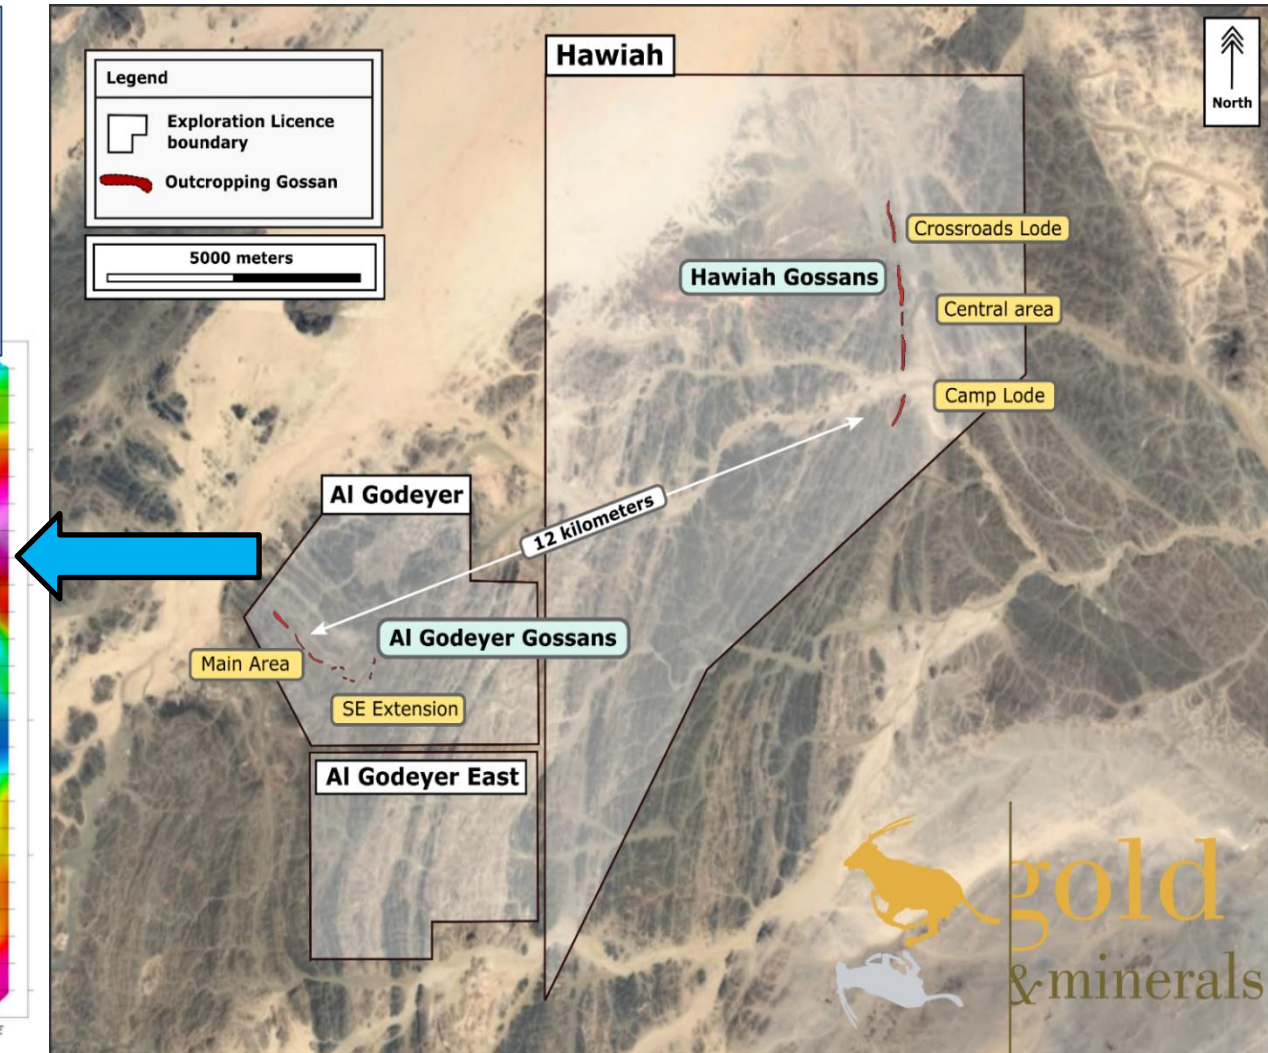 Hawiah
North
Legend
Exploration Licence
boundary
Outcropping Gossan
5000 meters
Crossroads Lode
Hawiah Gossans
Central area
Camp Lode
Al Godeyer
12 kilometers
Al Godeyer Gossans
Main Area
SE Extension
Al Godeyer East
gold
&minerals